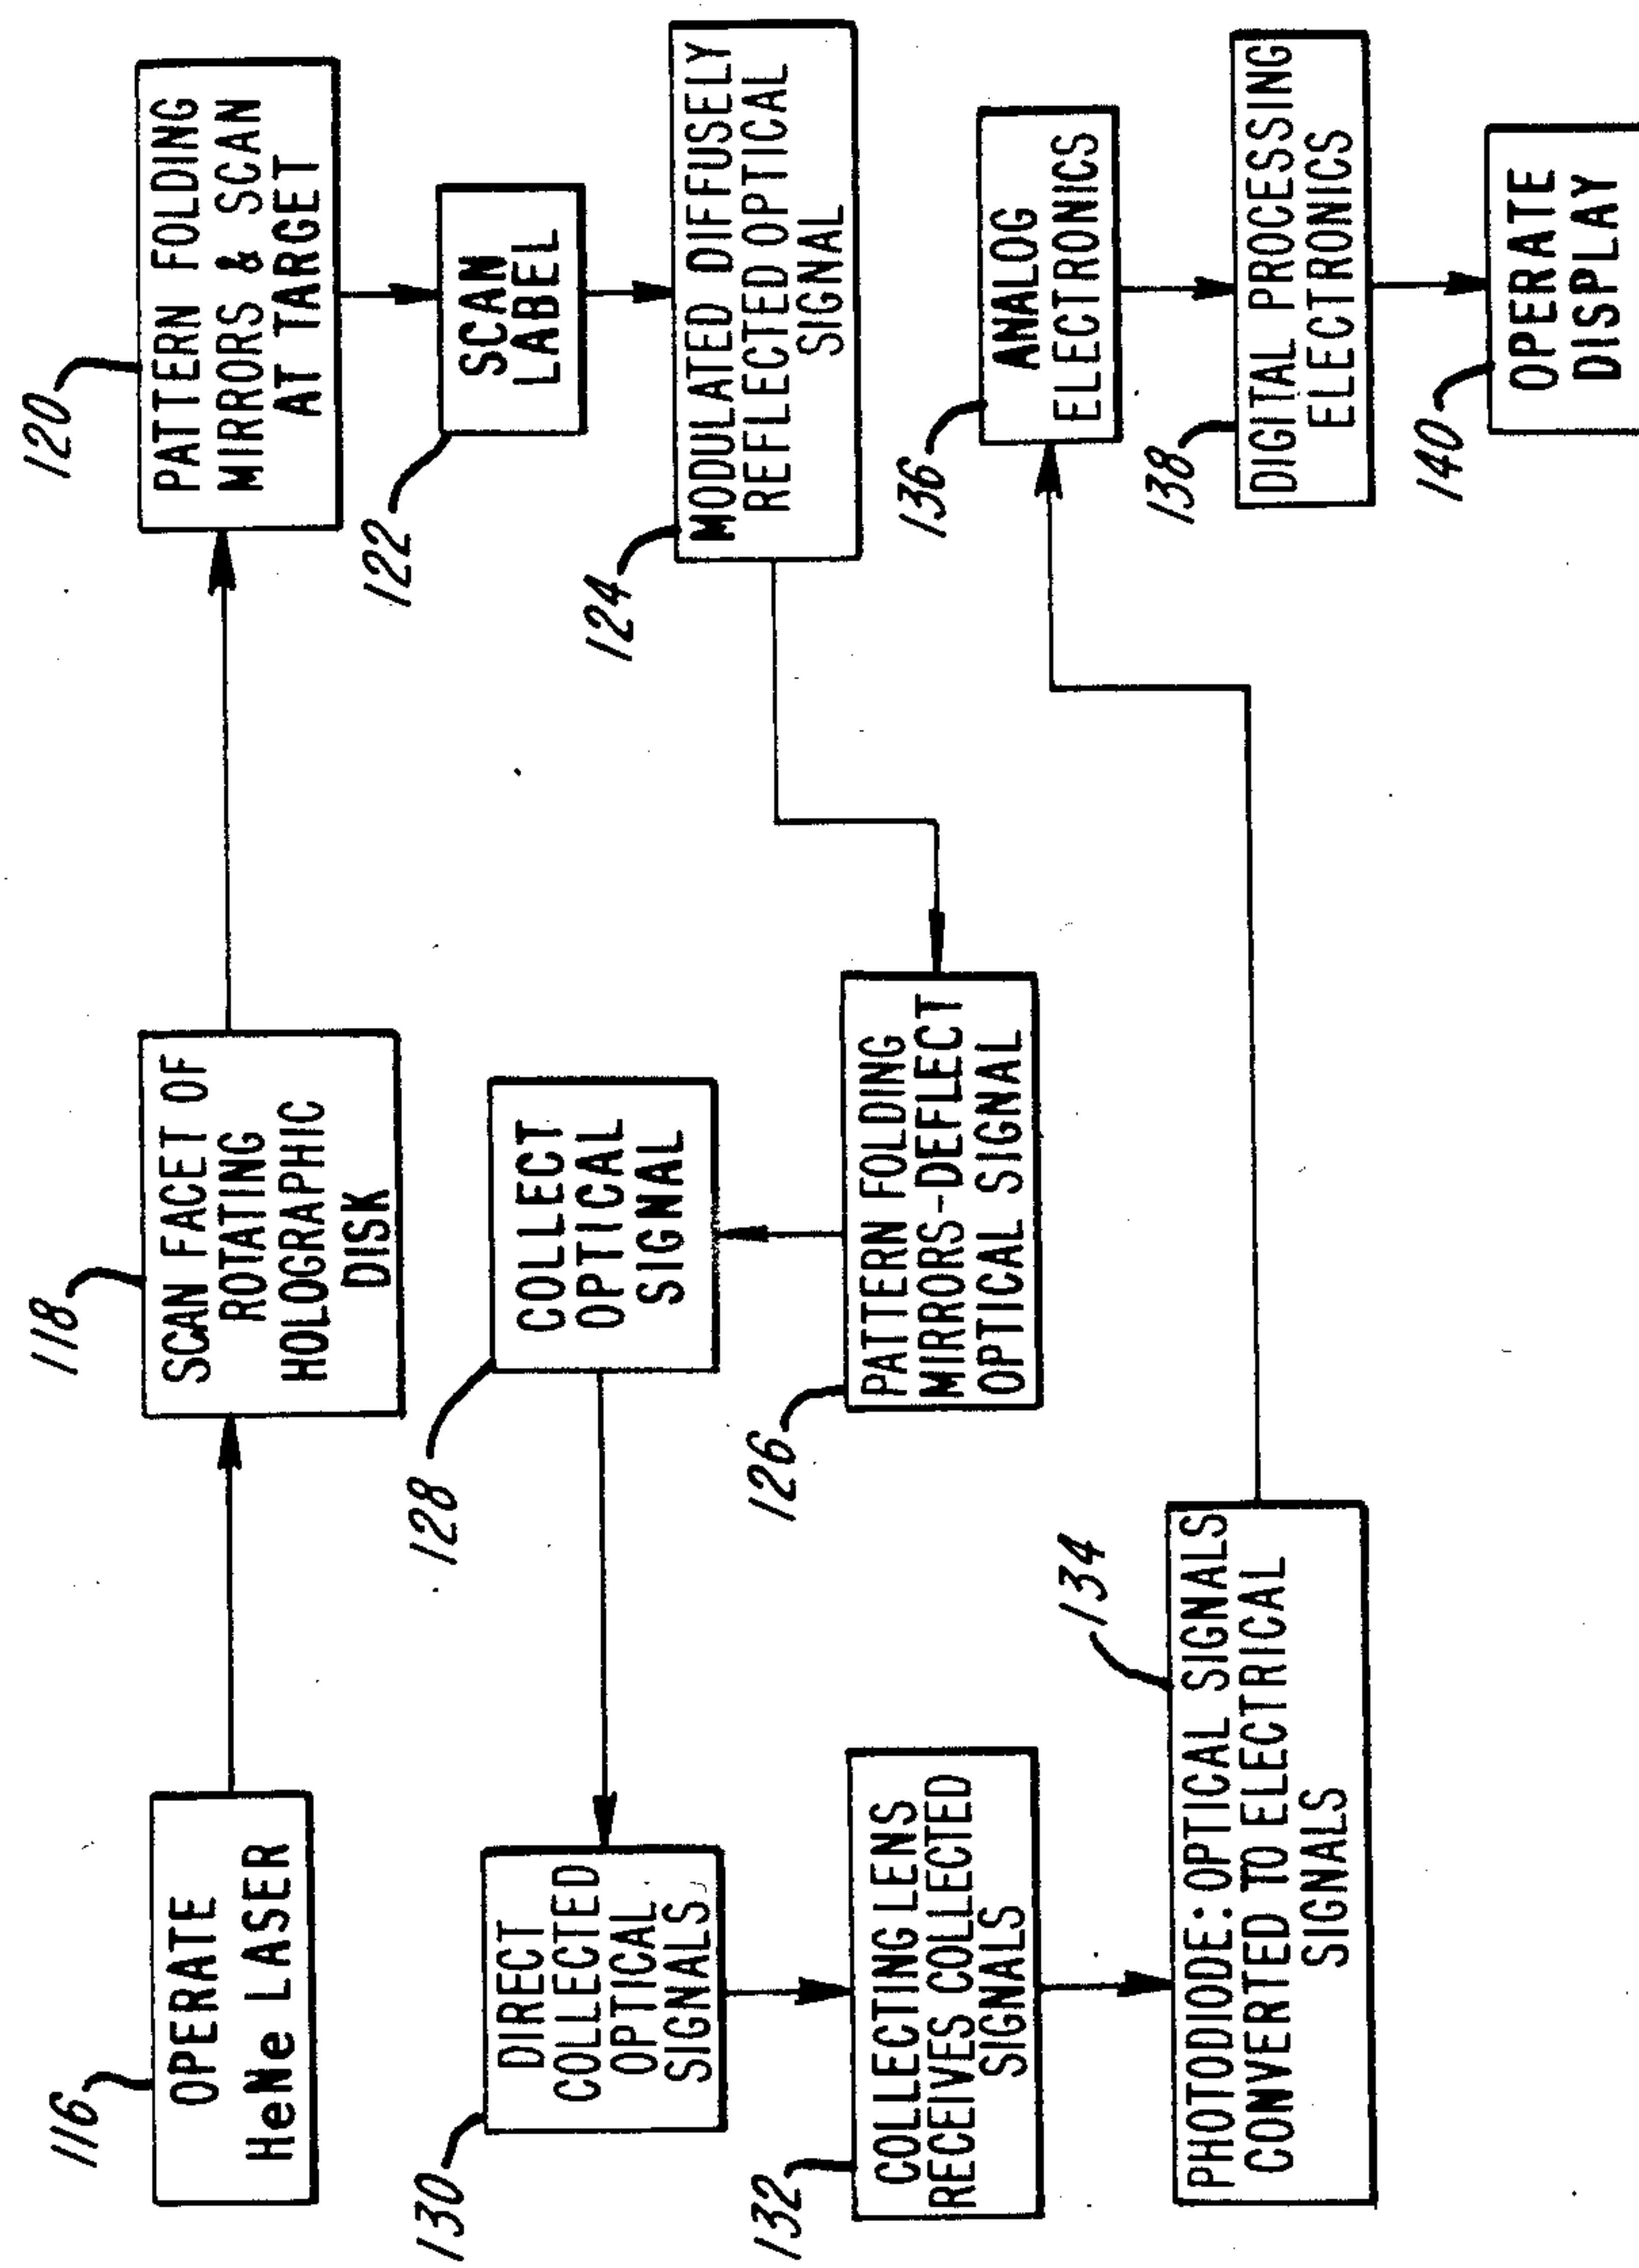 116
OPERATE
HeNe LASER
118
SCAN FACET OF
ROTATING
HOLOGRAPHIC
DISK
120
PATTERN FOLDING
MIRRORS & SCAN
AT TARGET
122
SCAN
LABEL
124
MODULATED DIFFUSELY
REFLECTED OPTICAL
SIGNAL
126
PATTERN FOLDING
MIRRORS-DEFLECT
OPTICAL SIGNAL
128
COLLECT
OPTICAL
SIGNAL
130
DIRECT
COLLECTED
OPTICAL
SIGNALS
132
COLLECTING LENS
RECEIVES COLLECTED
SIGNALS
134
PHOTODIODE: OPTICAL SIGNALS
CONVERTED TO ELECTRICAL
SIGNALS
136
ANALOG
ELECTRONICS
138
DIGITAL PROCESSING
ELECTRONICS
140
OPERATE
DISPLAY